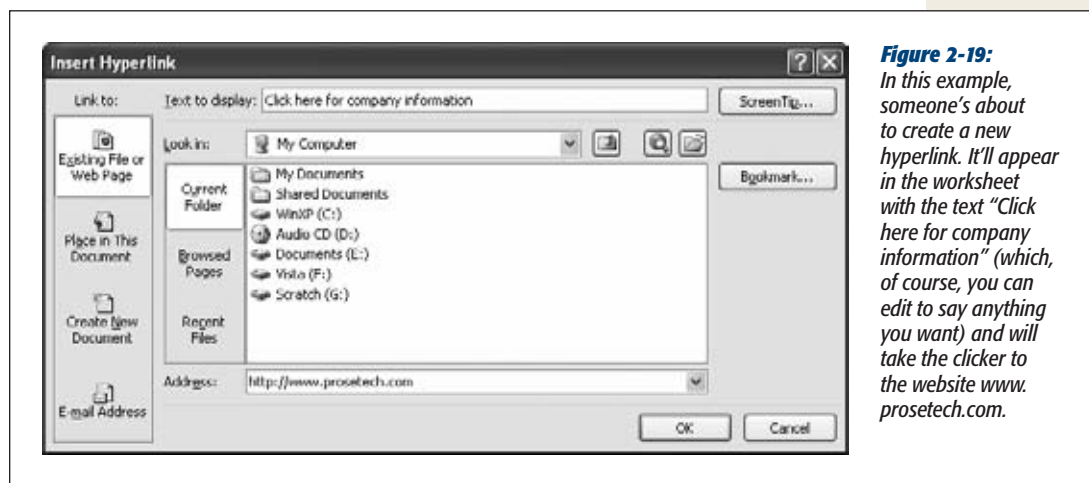 Insert Hyperlink
Link to:
Existing File or
Web Page
Place in This
Document
Create New
Document
E-mail Address
Text to display: Click here for company information
ScreenTip...
Look in: My Computer
Current
Folder
Browsed
Pages
Recent
Files
My Documents
Shared Documents
WinXP (C:)
Audio CD (D:)
Documents (E:)
Vista (F:)
Scratch (G:)
Bookmark...
Address: http://www.prosetech.com
OK Cancel
Figure 2-19:
In this example,
someone's about
to create a new
hyperlink. It'll appear
in the worksheet
with the text “Click
here for company
information” (which,
of course, you can
edit to say anything
you want) and will
take the clicker to
the website www.
prosetech.com.